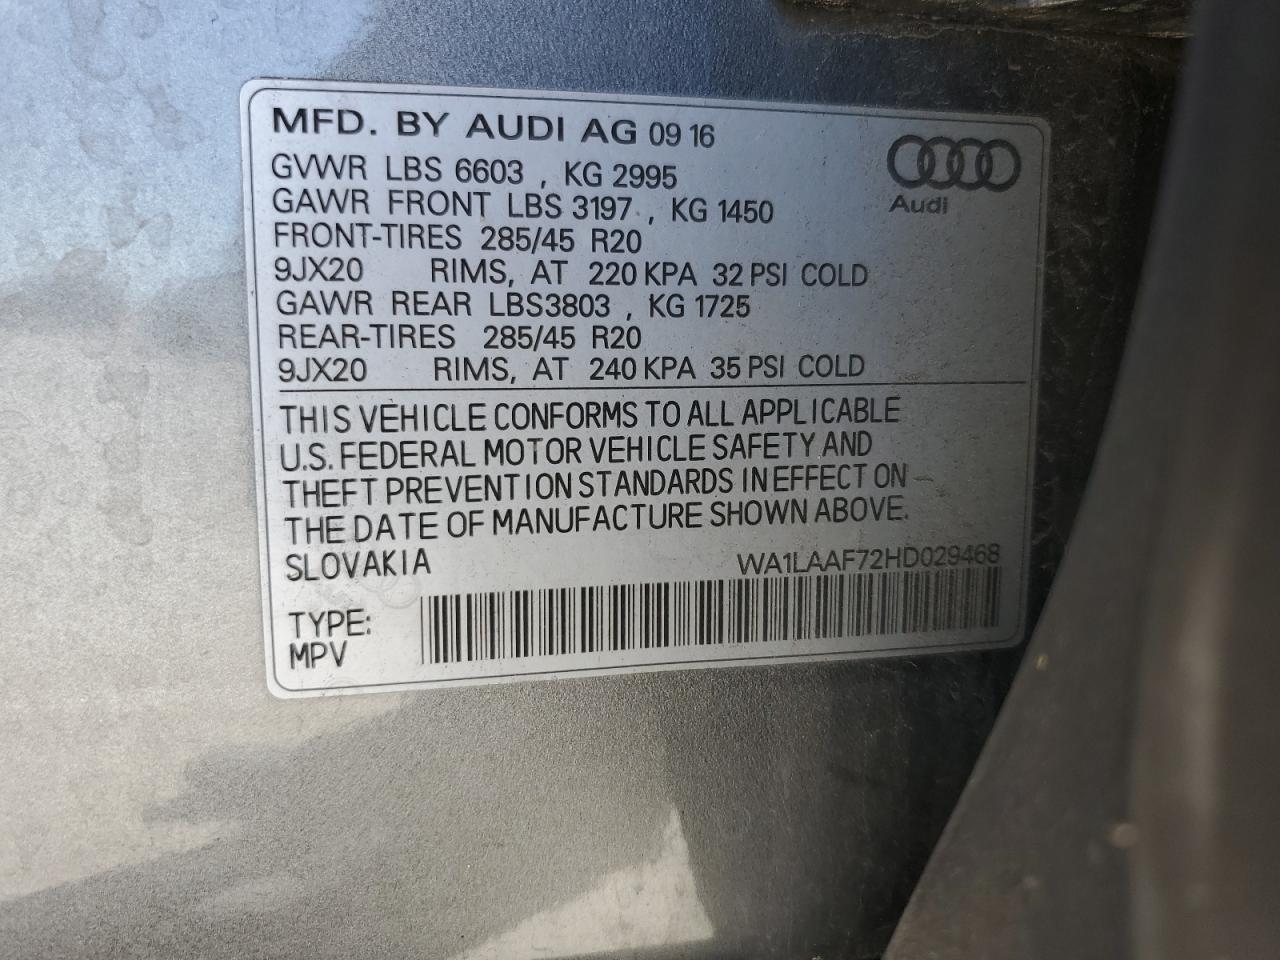 MFD. BY AUDI AG 09 16
GVWR LBS 6603 , KG 2995
GAWR FRONT LBS 3197 , KG 1450
FRONT-TIRES 285/45 R20
9JX20 RIMS, AT 220 KPA 32 PSI COLD
GAWR REAR LBS3803 , KG 1725
REAR-TIRES 285/45 R20
9JX20 RIMS, AT 240 KPA 35 PSI COLD
Audi
THIS VEHICLE CONFORMS TO ALL APPLICABLE
U.S. FEDERAL MOTOR VEHICLE SAFETY AND
THEFT PREVENTION STANDARDS IN EFFECT ON
THE DATE OF MANUFACTURE SHOWN ABOVE.
SLOVAKIA WA1LAAF72HD029468
TYPE:
MPV